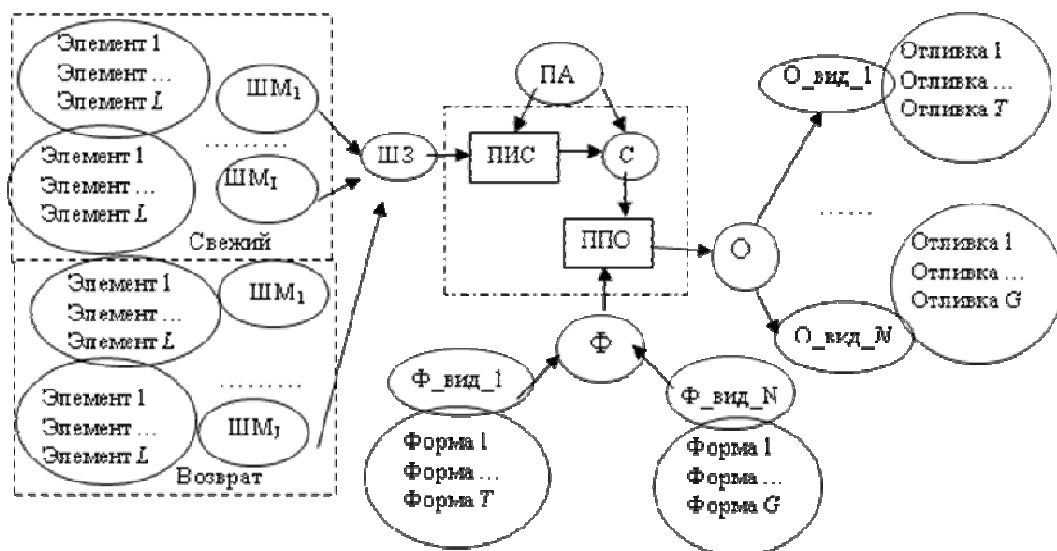 Элемент 1
Элемент ...
Элемент L
ШМ1
..........
Элемент 1
Элемент ...
Элемент L
ШМI
Свежий
Элемент 1
Элемент ...
Элемент L
ШМ1
..........
Элемент 1
Элемент ...
Элемент L
ШМJ
Возврат
ШЗ
ПА
ПИС
С
ППО
О
Ф
Ф_вид_1
Форма 1
Форма ...
Форма T
Ф_вид_N
Форма 1
Форма ...
Форма G
О_вид_1
Отливка 1
Отливка ...
Отливка T
......
О_вид_N
Отливка 1
Отливка ...
Отливка G